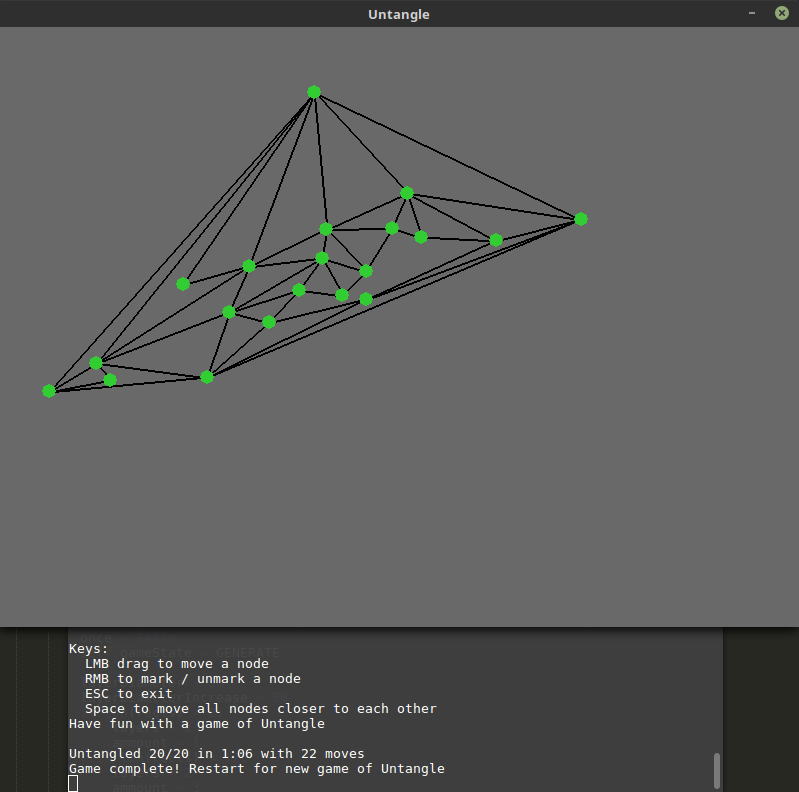 Untangle
Keys:
LMB drag to move a node
RMB to mark / unmark a node
ESC to exit
Space to move all nodes closer to each other
Have fun with a game of Untangle
Untangled 20/20 in 1:06 with 22 moves
Game complete! Restart for new game of Untangle